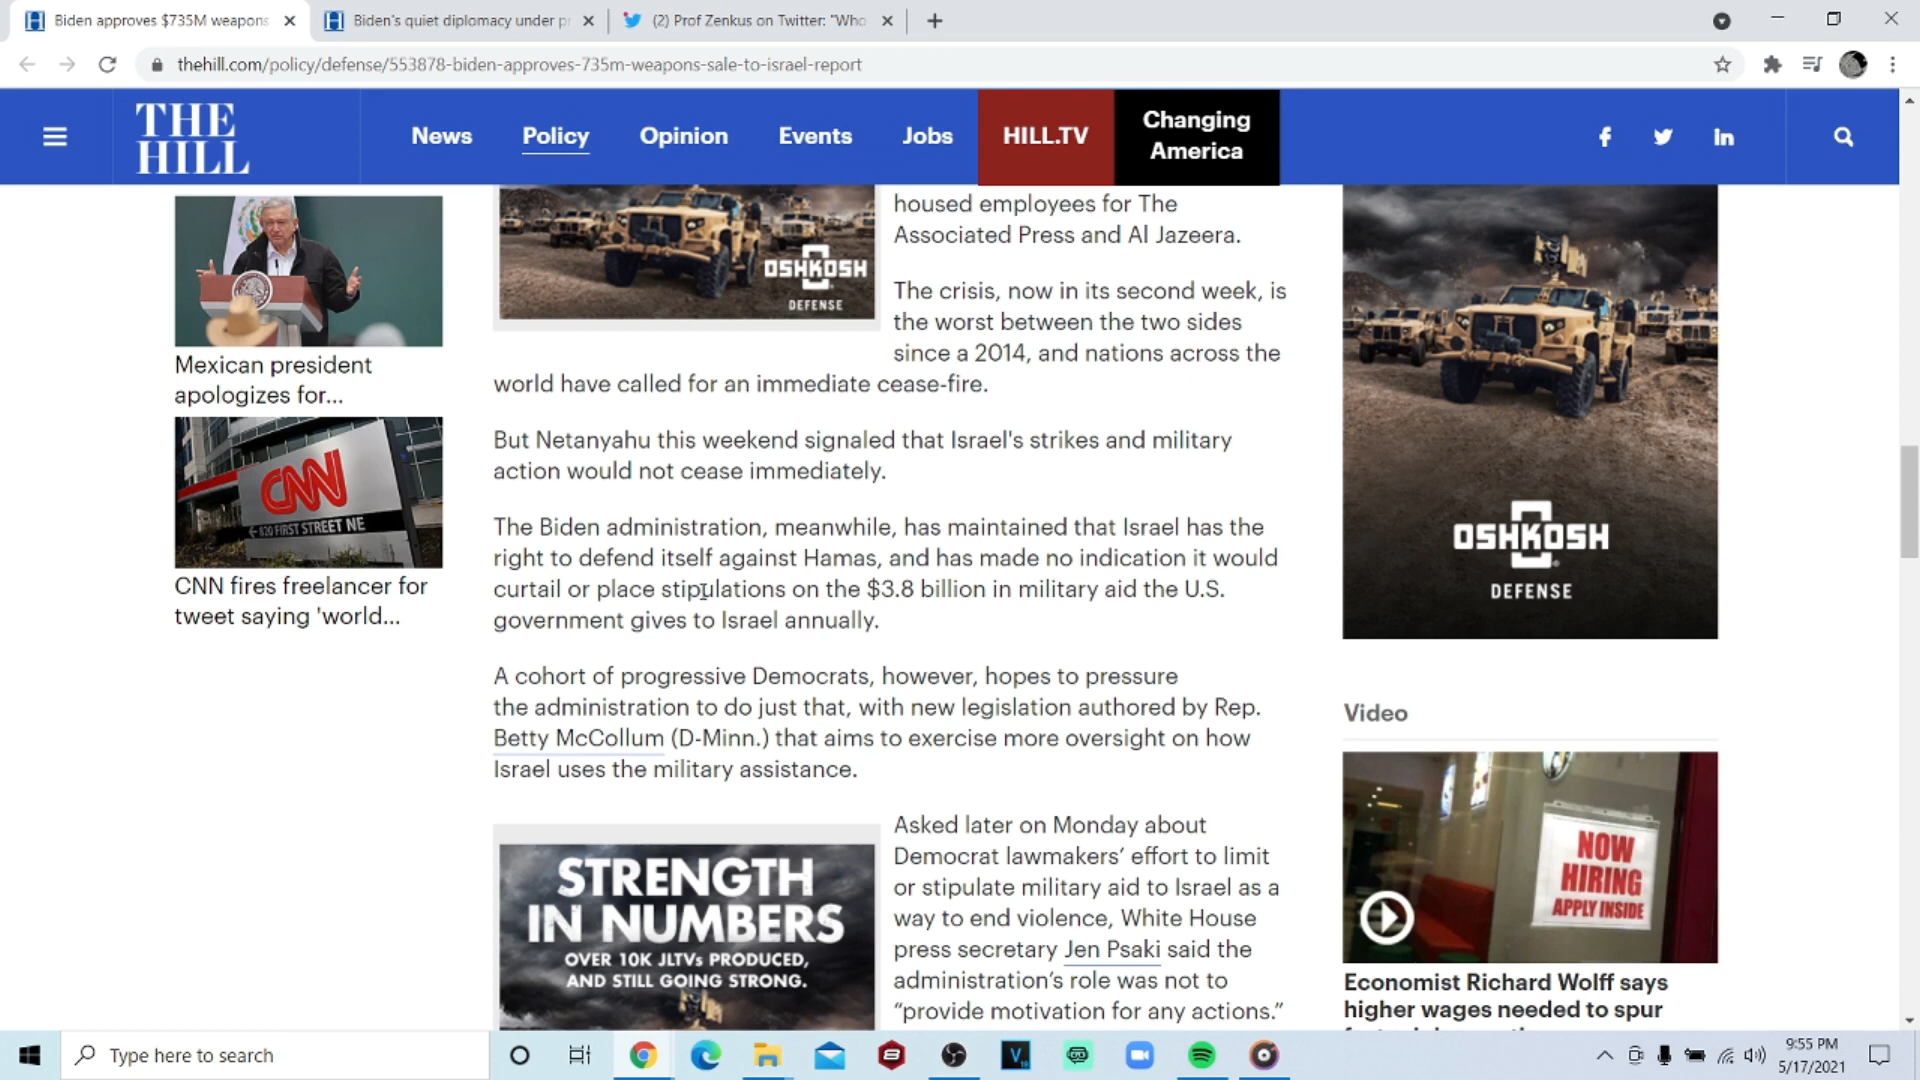 Biden approves $735M weapons
Biden's quiet diplomacy under pr
(2) Prof Zenkus on Twitter: "Who
thehill.com/policy/defense/553878-biden-approves-735m-weapons-sale-to-israel-report
THE
HILL
News
Policy
Opinion
Events
Jobs
HILL.TV
Changing
America
Mexican president
apologizes for...
CNN
820 FIRST STREET NE
CNN fires freelancer for
tweet saying 'world...
OSHKOSH
DEFENSE
housed employees for The
Associated Press and Al Jazeera.
The crisis, now in its second week, is
the worst between the two sides
since a 2014, and nations across the
world have called for an immediate cease-fire.
But Netanyahu this weekend signaled that Israel's strikes and military
action would not cease immediately.
The Biden administration, meanwhile, has maintained that Israel has the
right to defend itself against Hamas, and has made no indication it would
curtail or place stipulations on the $3.8 billion in military aid the U.S.
government gives to Israel annually.
A cohort of progressive Democrats, however, hopes to pressure
the administration to do just that, with new legislation authored by Rep.
Betty McCollum (D-Minn.) that aims to exercise more oversight on how
Israel uses the military assistance.
STRENGTH
IN NUMBERS
OVER 10K JLTVs PRODUCED,
AND STILL GOING STRONG.
Asked later on Monday about
Democrat lawmakers’ effort to limit
or stipulate military aid to Israel as a
way to end violence, White House
press secretary Jen Psaki said the
administration’s role was not to
“provide motivation for any actions.”
OSHKOSH
DEFENSE
Video
NOW
HIRING
APPLY INSIDE
Economist Richard Wolff says
higher wages needed to spur
Type here to search
9:55 PM
5/17/2021